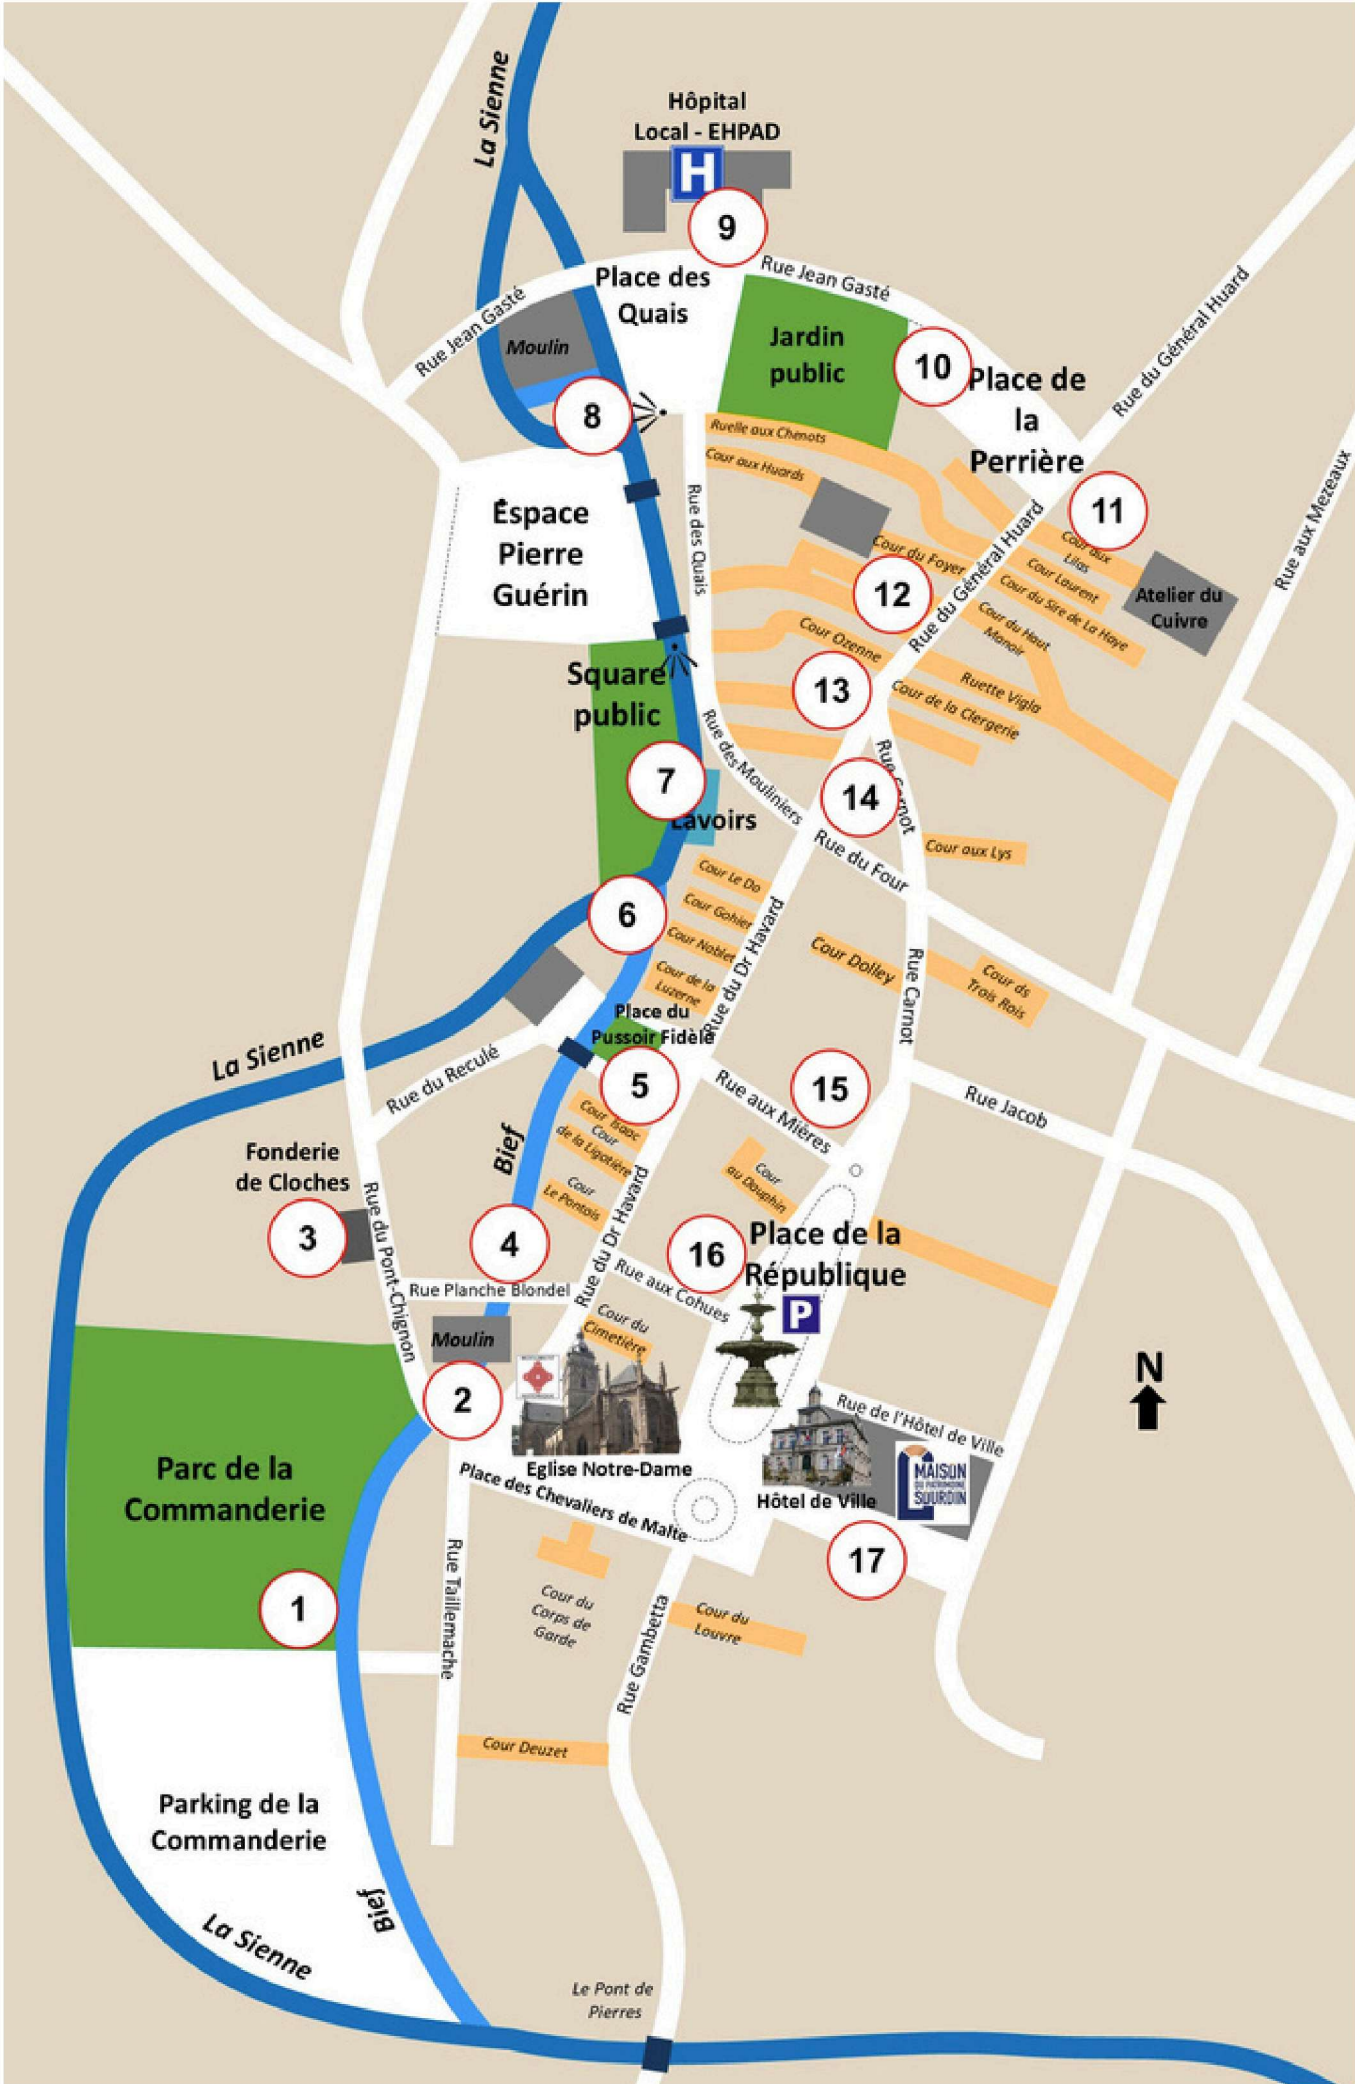 La Sienne
Hôpital
Local - EHPAD
H
9
Rue Jean Gasté
Place des
Quais
Rue Jean Gasté
Moulin
Jardin
public
10
Place de
la
Perrière
Rue du Général Huard
8
Ruelle aux Chenots
Cour aux Huards
Rue aux Mezeaux
Espace
Pierre
Guérin
Rue des Quais
11
Cour aux
Lilas
Cour du Foyer
Cour Laurent
Rue du Général Huard
12
Cour du Sire de La Haye
Atelier du
Cuivre
Cour du Haut
Manoir
Cour Ozenne
Square
public
13
Ruette Vigla
Cour de la Clergerie
Rue des Mouliniers
Rue Carnot
7
14
Lavoirs
Rue du Four
Cour aux Lys
Cour Le Do
Cour Gohier
6
Cour Nobiet
Rue du Dr Havard
Cour Dolley
Cour de la
Luzerne
Rue Carnot
Cour ds
Trois Rois
Place du
Pussoir Fidèle
La Sienne
Rue du Reculé
5
Rue aux Mières
15
Rue Jacob
Cour Isaac
Cour
de la Ligotière
Bief
Fonderie
de Cloches
3
Rue du Pont-Chignon
Cour
Le Pontois
Cour
au Dauphin
4
Rue du Dr Havard
16
Place de la
République
Rue Planche Blondel
Rue aux Cohues
P
Moulin
Cour du
Cimetière
2
N
Rue de l'Hôtel de Ville
Parc de la
Commanderie
Eglise Notre-Dame
Place des Chevaliers de Malte
Hôtel de Ville
MAISON
DU PATRIMOINE
SOURDIN
17
1
Rue Taillemache
Cour du
Corps de
Garde
Rue Gambetta
Cour du
Louvre
Cour Deuzet
Parking de la
Commanderie
Bief
La Sienne
Le Pont de
Pierres